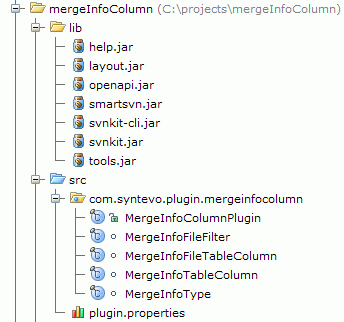 mergeInfoColumn (C:\projects\mergeInfoColumn)
lib
help.jar
layout.jar
openapi.jar
smartsvn.jar
svnkit-cli.jar
svnkit.jar
tools.jar
src
com.syntevo.plugin.mergeinfocolumn
MergeInfoColumnPlugin
MergeInfoFileFilter
MergeInfoFileTableColumn
MergeInfoTableColumn
MergeInfoType
plugin.properties